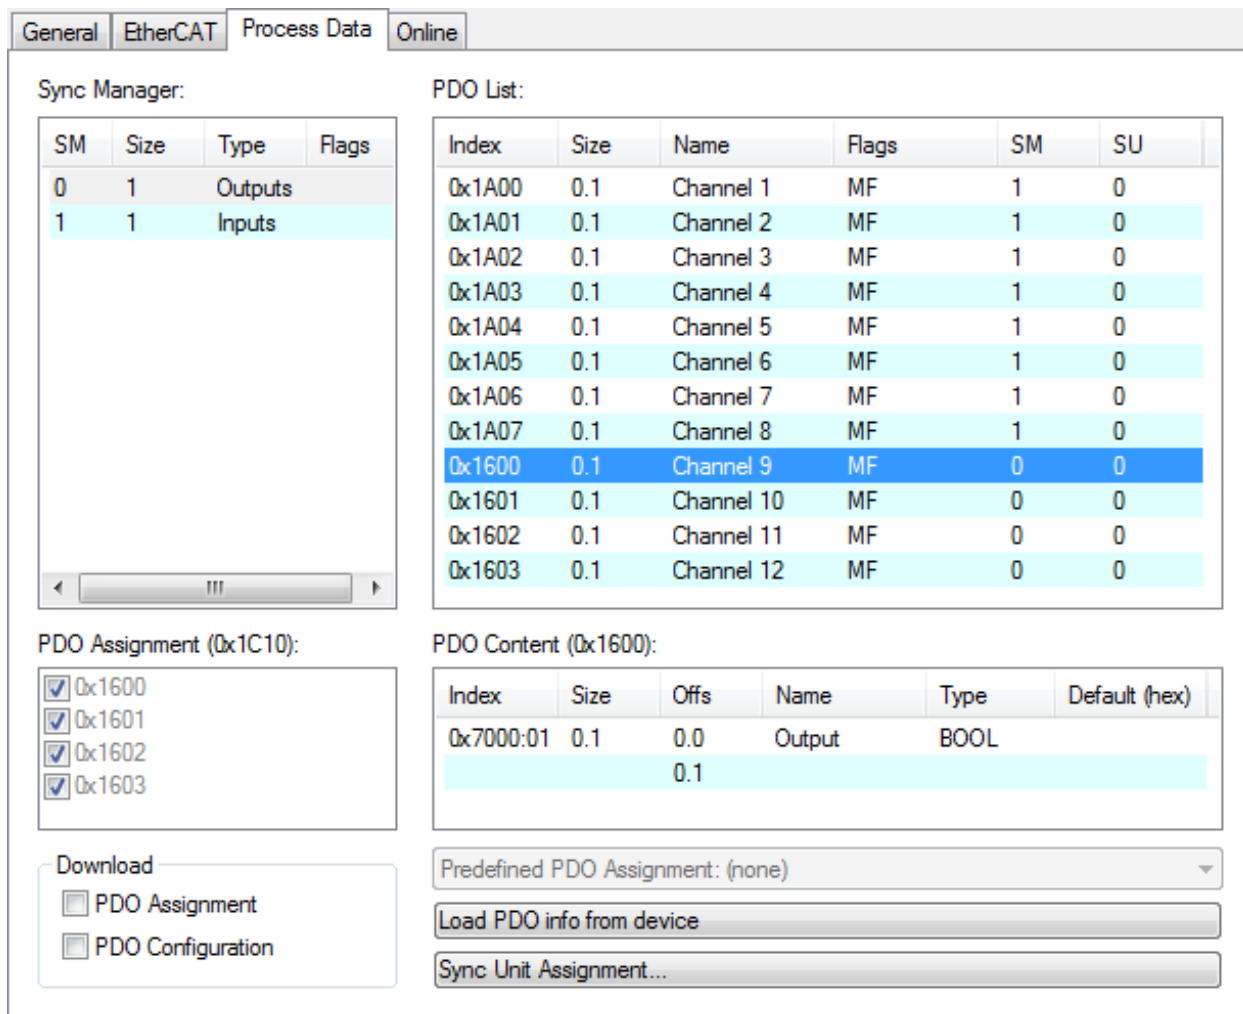 General EtherCAT Process Data Online
Sync Manager:
SM Size Type Flags
0 1 Outputs
1 1 Inputs
PDO List:
Index Size Name Flags SM SU
0x1A00 0.1 Channel 1 MF 1 0
0x1A01 0.1 Channel 2 MF 1 0
0x1A02 0.1 Channel 3 MF 1 0
0x1A03 0.1 Channel 4 MF 1 0
0x1A04 0.1 Channel 5 MF 1 0
0x1A05 0.1 Channel 6 MF 1 0
0x1A06 0.1 Channel 7 MF 1 0
0x1A07 0.1 Channel 8 MF 1 0
0x1600 0.1 Channel 9 MF 0 0
0x1601 0.1 Channel 10 MF 0 0
0x1602 0.1 Channel 11 MF 0 0
0x1603 0.1 Channel 12 MF 0 0
PDO Assignment (0x1C10):
0x1600
0x1601
0x1602
0x1603
PDO Content (0x1600):
Index Size Offs Name Type Default (hex)
0x7000:01 0.1 0.0 Output BOOL
0.1
Download
PDO Assignment
PDO Configuration
Predefined PDO Assignment: (none)
Load PDO info from device
Sync Unit Assignment...